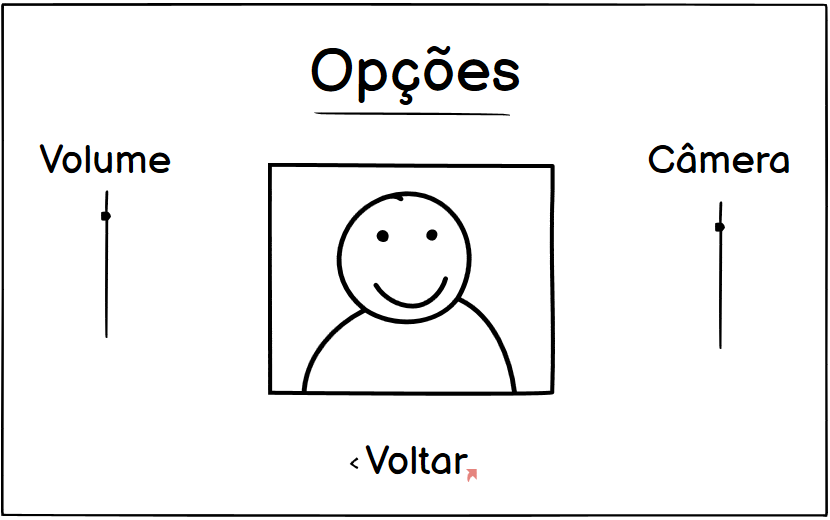 Opções
Volume
Câmera
< Voltar